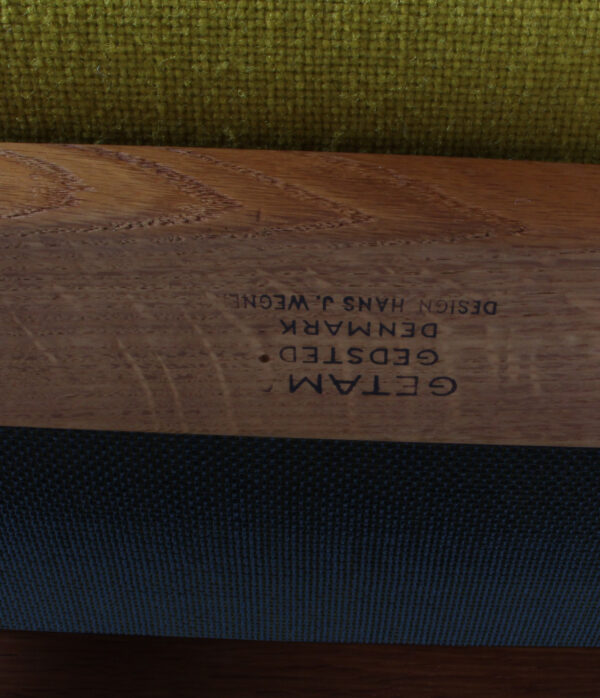 GETAM
GEDSTED
DENMARK
DESIGN HANS J. WEGNE